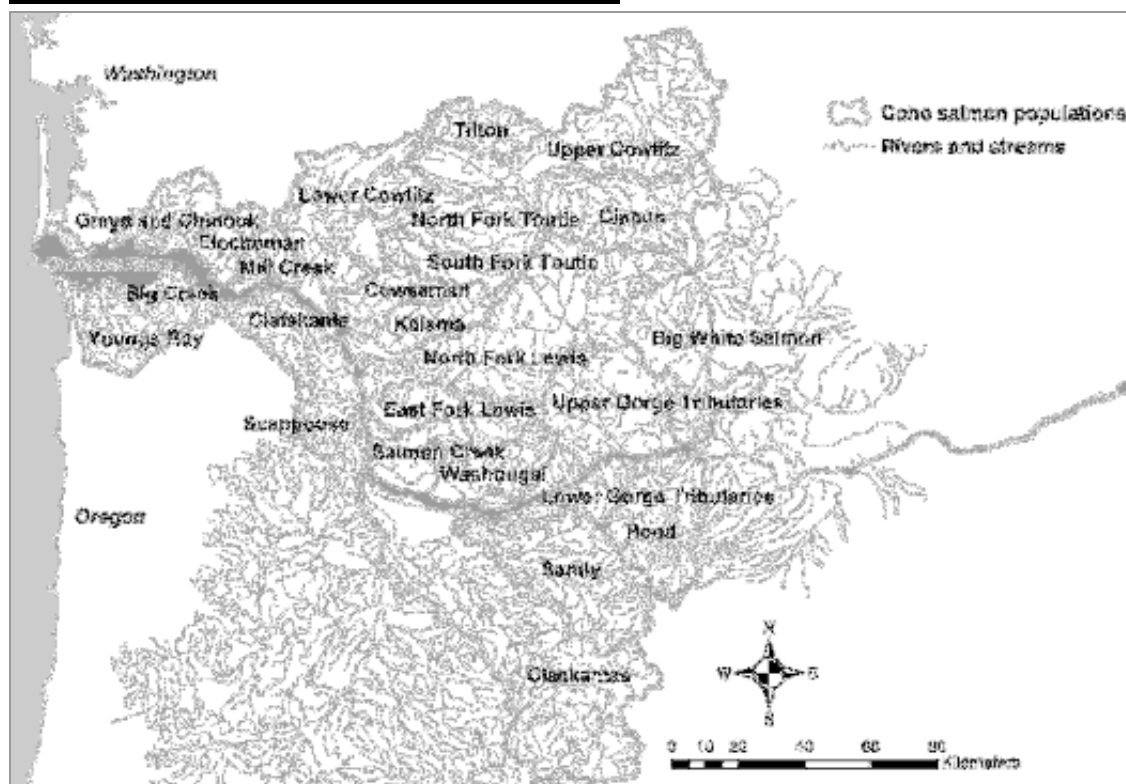 Washington
Coho salmon populations
Rivers and streams
Tilton
Upper Cowlitz
Lower Cowlitz
North Fork Toutle
Cispus
Grays and Chinook
Elochoman
Mill Creek
South Fork Toutle
Coweeman
Big Creek
Clatskanie
Kalama
Youngs Bay
Big White Salmon
North Fork Lewis
East Fork Lewis
Upper Gorge Tributaries
Scappoose
Salmon Creek
Washougal
Lower Gorge Tributaries
Oregon
Hood
Sandy
Clackamas
N
W
E
S
0 10 20 40 60 80
Kilometers